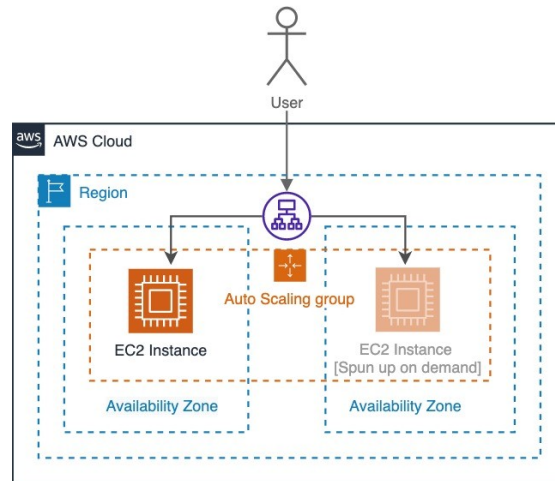 User
aws
AWS Cloud
Region
Auto Scaling group
EC2 Instance
EC2 Instance
[Spun up on demand]
Availability Zone
Availability Zone